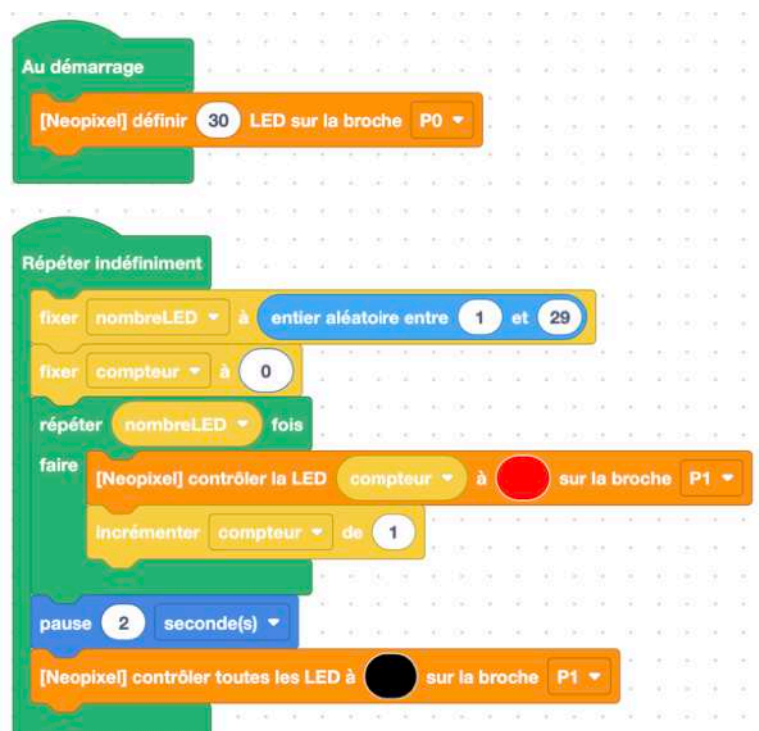 Au démarrage
[Neopixel] définir 30 LED sur la broche P0
Répéter indéfiniment
fixer nombreLED à entier aléatoire entre 1 et 29
fixer compteur à 0
répéter nombreLED fois
faire
[Neopixel] contrôler la LED compteur à sur la broche P1
incrémenter compteur de 1
pause 2 seconde(s)
[Neopixel] contrôler toutes les LED à sur la broche P1